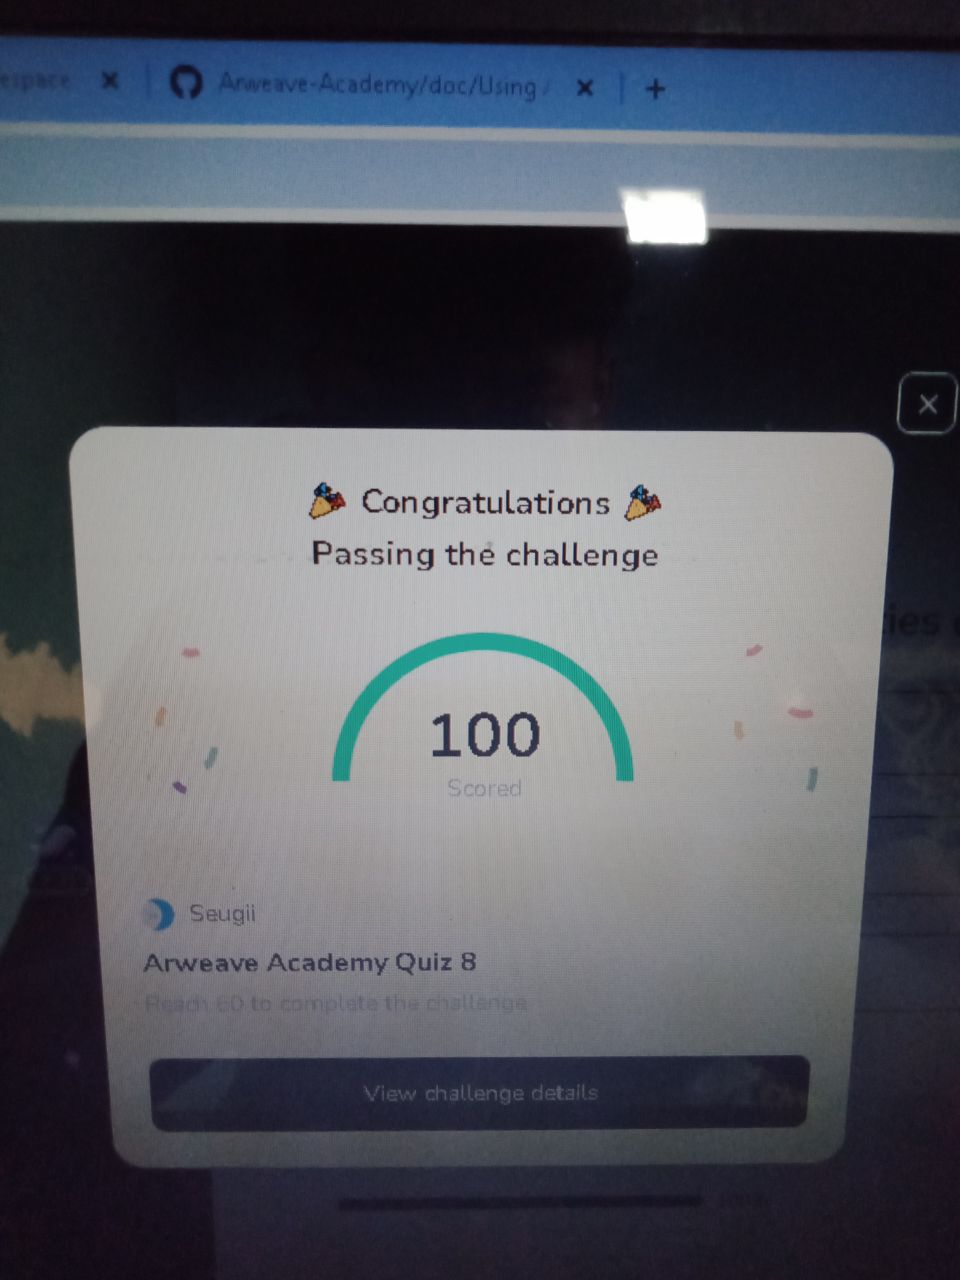 espace
Arweave-Academy/doc/Using
Congratulations
Passing the challenge
100
Scored
Seugii
Arweave Academy Quiz 8
Reach 60 to complete the challenge
View challenge details